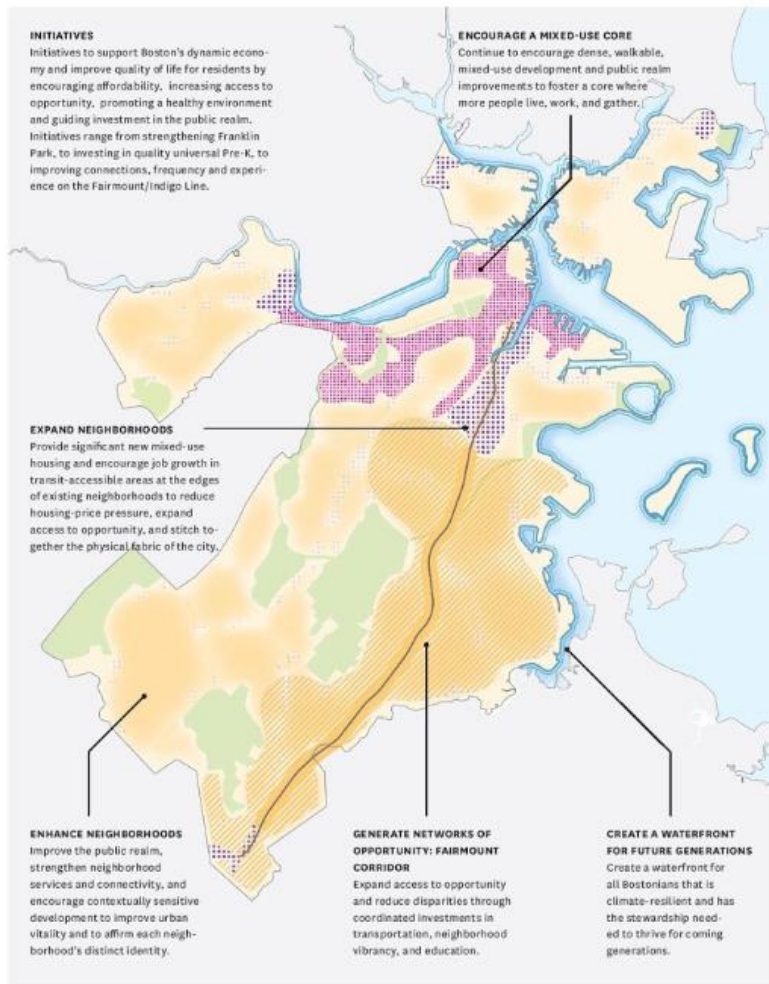 INITIATIVES
Initiatives to support Boston's dynamic econo-
my and improve quality of life for residents by
encouraging affordability, increasing access to
opportunity, promoting a healthy environment
and guiding investment in the public realm.
Initiatives range from strengthening Franklin
Park, to investing in quality universal Pre-K, to
improving connections, frequency and experi-
ence on the Fairmount/Indigo Line.
ENCOURAGE A MIXED-USE CORE
Continue to encourage dense, walkable,
mixed-use development and public realm
improvements to foster a core where
more people live, work, and gather.
EXPAND NEIGHBORHOODS
Provide significant new mixed-use
housing and encourage job growth in
transit-accessible areas at the edges
of existing neighborhoods to reduce
housing-price pressure, expand
access to opportunity, and stitch to-
gether the physical fabric of the city.
ENHANCE NEIGHBORHOODS
Improve the public realm,
strengthen neighborhood
services and connectivity, and
encourage contextually sensitive
development to improve urban
vitality and to affirm each neigh-
borhood's distinct identity.
GENERATE NETWORKS OF
OPPORTUNITY: FAIRMOUNT
CORRIDOR
Expand access to opportunity
and reduce disparities through
coordinated investments in
transportation, neighborhood
vibrancy, and education.
CREATE A WATERFRONT
FOR FUTURE GENERATIONS
Create a waterfront for
all Bostonians that is
climate-resilient and has
the stewardship need-
ed to thrive for coming
generations.